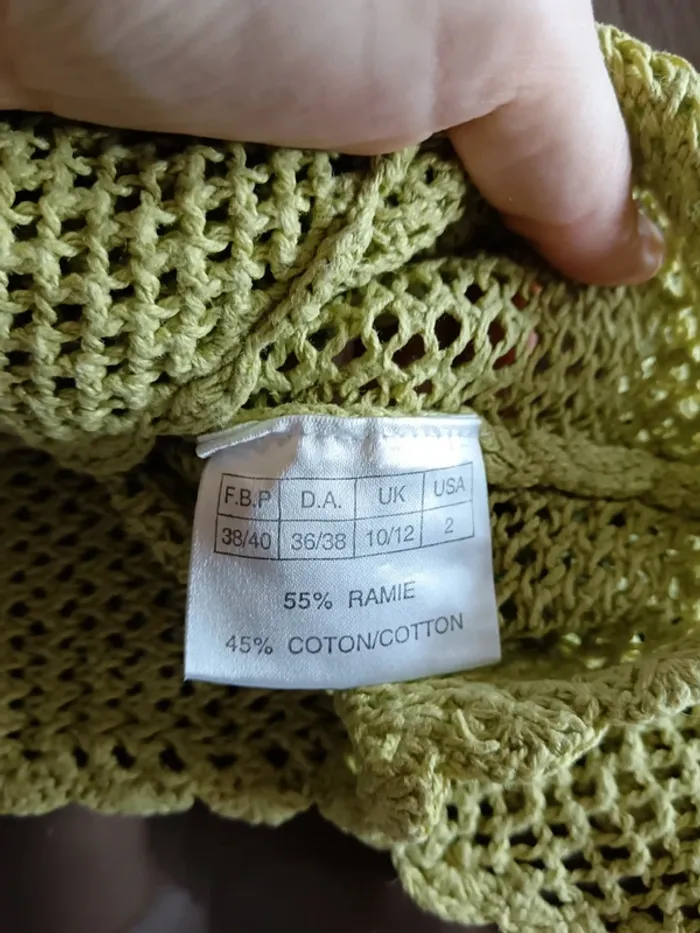 F.B.P D.A. UK USA
38/40 36/38 10/12 2
55% RAMIE
45% COTON/COTTON